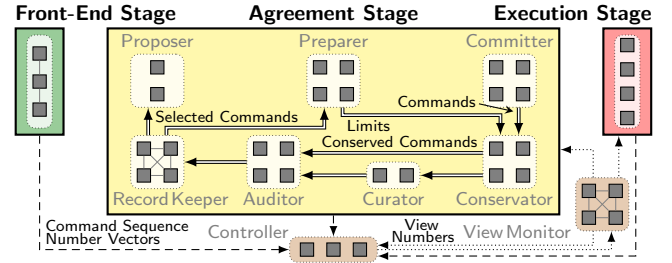 Front-End Stage
Agreement Stage
Execution Stage
Proposer
Preparer
Committer
Selected Commands
Commands
Limits
Conserved Commands
Record Keeper
Auditor
Curator
Conservator
Command Sequence
Number Vectors
Controller
View
Numbers
View Monitor